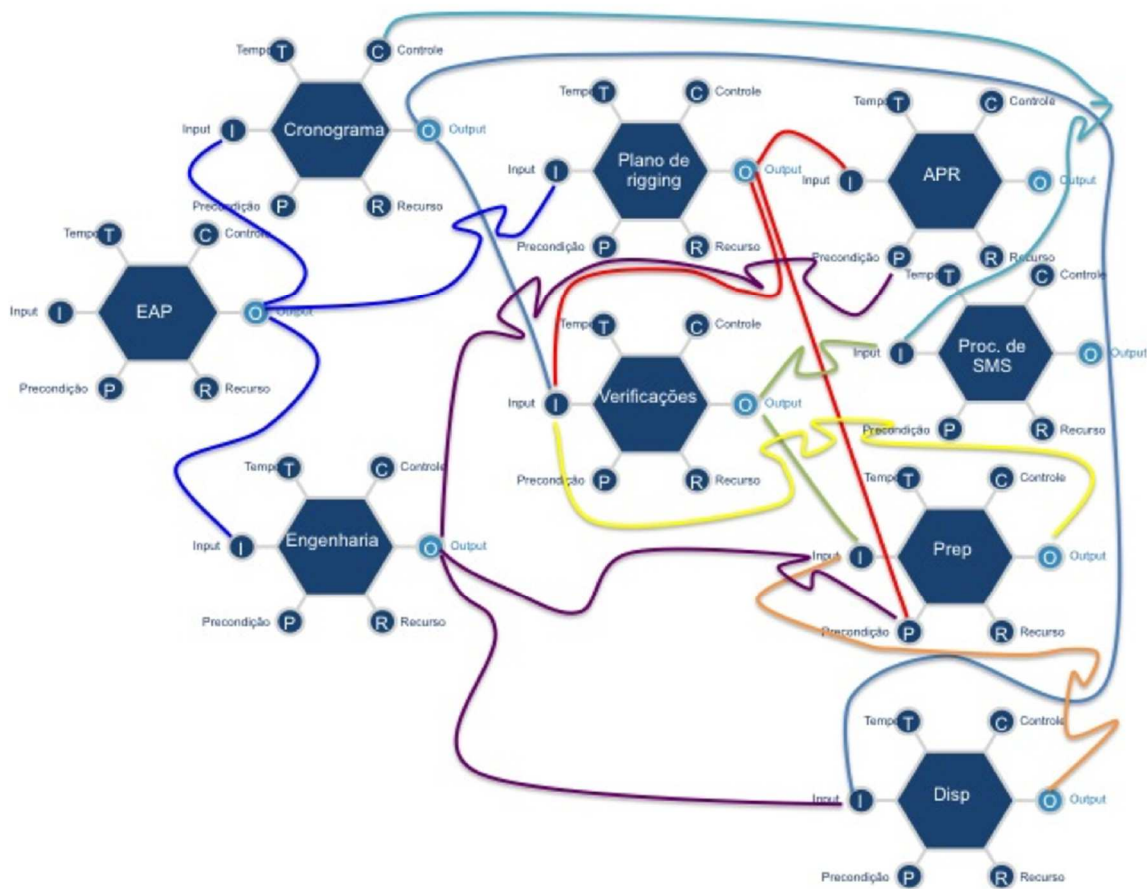 Tempo T
C Controle
Input I
Cronograma
O Output
Precondição P
R Recurso
Tempo T
C Controle
Input I
Plano de
rigging
O Output
Precondição P
R Recurso
Tempo T
C Controle
Input I
APR
O Output
Precondição P
R Recurso
Tempo T
C Controle
Input I
EAP
O Output
Precondição P
R Recurso
Tempo T
C Controle
Input I
Proc. de
SMS
O Output
Precondição P
R Recurso
Tempo T
C Controle
Input I
Verificações
O Output
Precondição P
R Recurso
Tempo T
C Controle
Input I
Engenharia
O Output
Precondição P
R Recurso
Tempo T
C Controle
Input I
Prep
O Output
Precondição P
R Recurso
Tempo T
C Controle
Input I
Disp
O Output
Precondição P
R Recurso